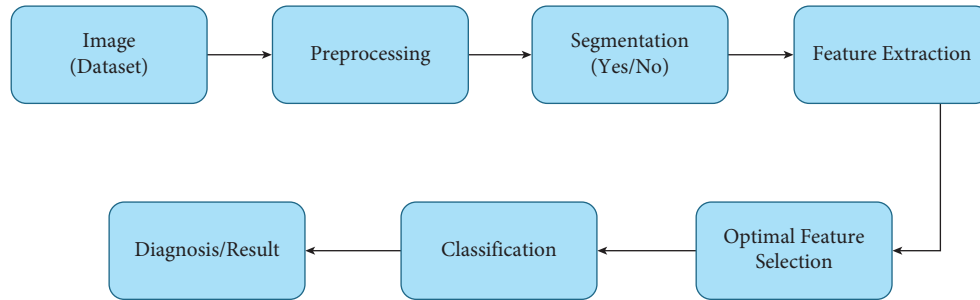 Image
(Dataset)
Preprocessing
Segmentation
(Yes/No)
Feature Extraction
Optimal Feature
Selection
Classification
Diagnosis/Result